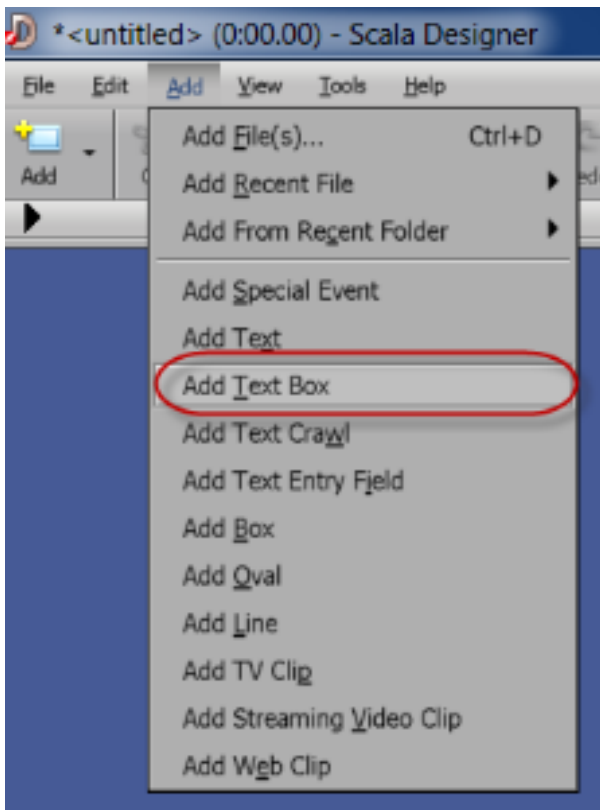 *<untitled> (0:00.00) - Scala Designer
File Edit Add View Tools Help
Add
Add File(s)... Ctrl+D
Add Recent File
Add From Recent Folder
Add Special Event
Add Text
Add Text Box
Add Text Crawl
Add Text Entry Field
Add Box
Add Oval
Add Line
Add TV Clip
Add Streaming Video Clip
Add Web Clip